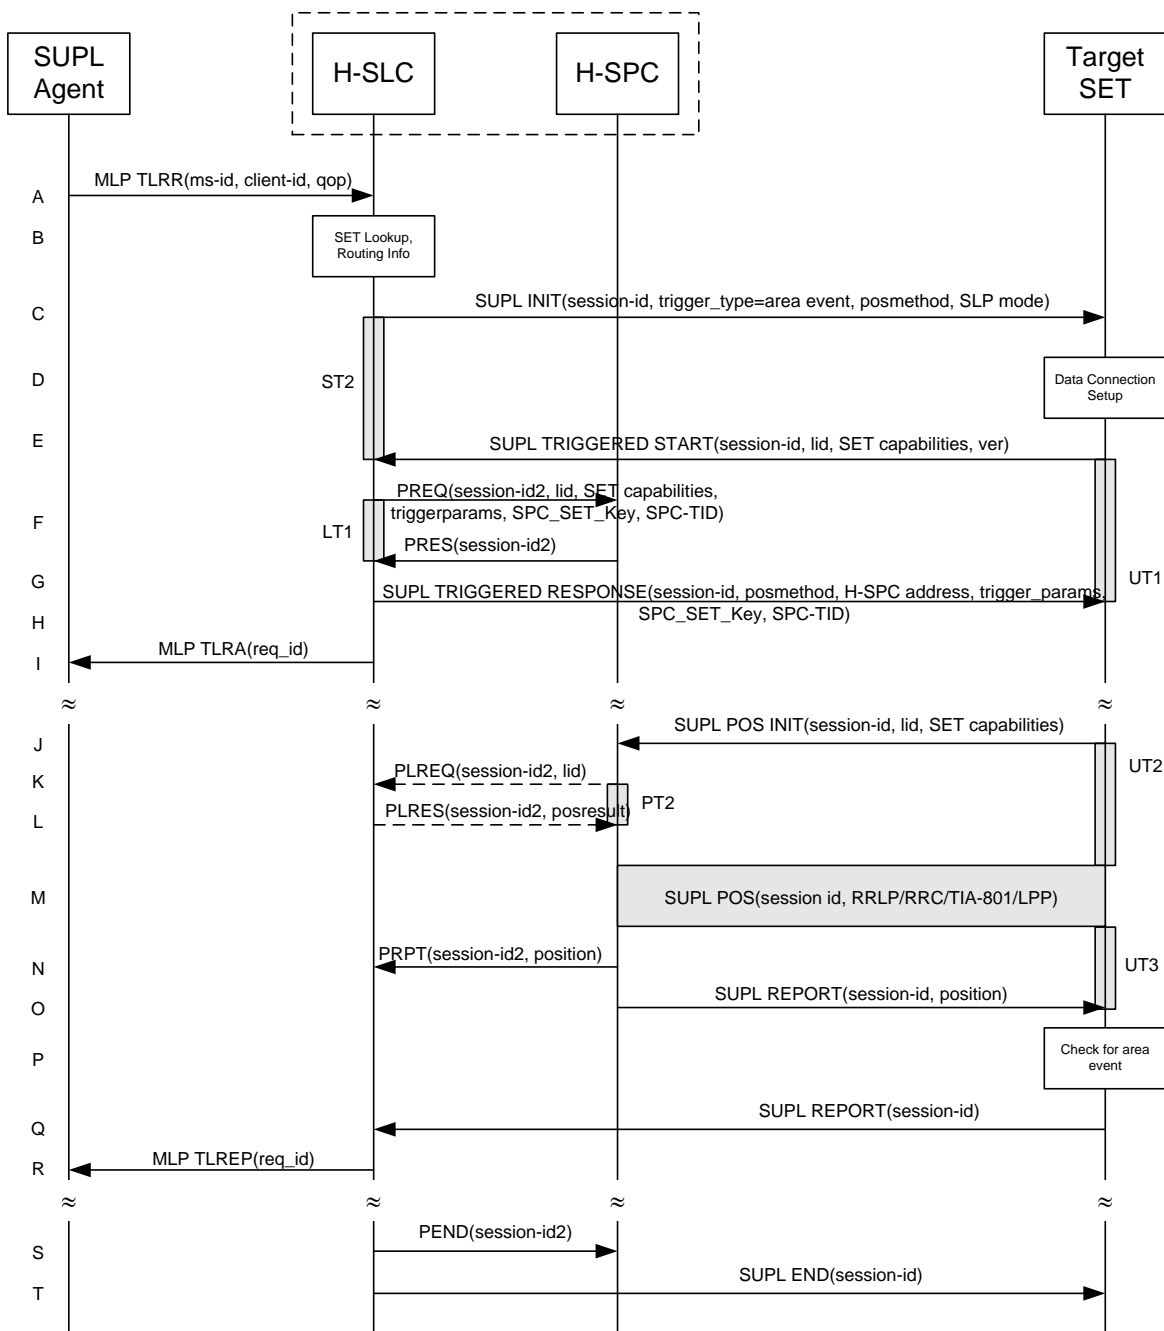 SUPL
Agent
H-SLC
H-SPC
Target
SET
A
MLP TLRR(ms-id, client-id, qop)
B
SET Lookup,
Routing Info
C
SUPL INIT(session-id, trigger_type=area event, posmethod, SLP mode)
D
ST2
Data Connection
Setup
E
SUPL TRIGGERED START(session-id, lid, SET capabilities, ver)
F
LT1
PREQ(session-id2, lid, SET capabilities,
triggerparams, SPC_SET_Key, SPC-TID)
PRES(session-id2)
G
UT1
SUPL TRIGGERED RESPONSE(session-id, posmethod, H-SPC address, trigger_params,
SPC_SET_Key, SPC-TID)
H
I
MLP TLRA(req_id)
≈ ≈ ≈ ≈
J
SUPL POS INIT(session-id, lid, SET capabilities)
UT2
K
PLREQ(session-id2, lid)
PT2
L
PLRES(session-id2, posresult)
M
SUPL POS(session id, RRLP/RRC/TIA-801/LPP)
N
PRPT(session-id2, position)
UT3
O
SUPL REPORT(session-id, position)
P
Check for area
event
Q
SUPL REPORT(session-id)
R
MLP TLREP(req_id)
≈ ≈ ≈ ≈
S
PEND(session-id2)
T
SUPL END(session-id)